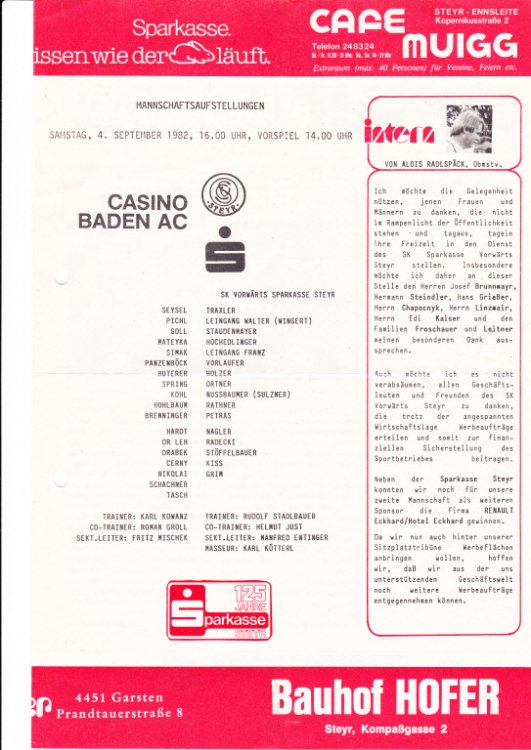 Sparkasse.
issen wie der läuft.
CAFE
MUIGG
STEYR - ENNSLEITE
Kopernikusstraße 2
Telefon 24 83 24
Extraraum (max. 40 Personen) für Vereine, Feiern etc.
MANNSCHAFTSAUFSTELLUNGEN
SAMSTAG, 4. SEPTEMBER 1982, 16.00 UHR, VORSPIEL 14.00 UHR
CASINO
BADEN AC
STEYR
SK VORWÄRTS SPARKASSE STEYR
SEYSEL TRAXLER
PICHL LEINGANG WALTER (WINGERT)
GOLL STAUDENMAYER
MATEYKA HOCHEDLINGER
SIMAK LEINGANG FRANZ
PANZENBÖCK VORLAUFER
HUTERER HOLZER
SPRING ORTNER
KOHL NUSSBAUMER (SULZNER)
HOHLBAUM RATHNER
BRENNINGER PETRAS
HARDT NAGLER
DR LEH RADECKI
DRABEK STÖFFELBAUER
CERNY KISS
NIKOLAI GRIM
SCHACHNER
TASCH
TRAINER: KARL KOWANZ TRAINER: RUDOLF STADLBAUER
CO-TRAINER: ROMAN GROLL CO-TRAINER: HELMUT JUST
SEKT.LEITER: FRITZ MISCHEK SEKT.LEITER: MANFRED ENTINGER
MASSEUR: KARL KÖTTERL
125
JAHRE
Sparkasse
STEYR
intern
VON ALOIS RADLSPÄCK, Obmstv.
Ich möchte die Gelegenheit
nützen, jenen Frauen und
Männern zu danken, die nicht
im Rampenlicht der Öffentlichkeit
stehen und tagaus, tagein
ihre Freizeit in den Dienst
des SK Sparkasse Vorwärts
Steyr stellen. Insbesondere
möchte ich daher an dieser
Stelle den Herren Josef Brunnmayr,
Hermann Steindler, Hans Grießer,
Herrn Chapocnyk, Herrn Linzmair,
Herrn Edi Kaiser und den
Familien Froschauer und Leitner
meinen besonderen Dank aus-
sprechen.
Auch möchte ich es nicht
verabsäumen, allen Geschäfts-
leuten und Freunden des SK
Vorwärts Steyr zu danken,
die trotz der angespannten
Wirtschaftslage Werbeaufträge
erteilen und somit zur finan-
ziellen Sicherstellung des
Sportbetriebes beitragen.
Neben der Sparkasse Steyr
konnten wir noch für unsere
zweite Mannschaft als weiteren
Sponsor die Firma RENAULT
Eckhard/Hotel Eckhard gewinnen.
Da wir nun auch hinter unserer
Sitzplatztribüne Werbeflächen
anbringen wollen, hoffen
wir, daß wir aus der uns
unterstützenden Geschäftswelt
noch weitere Werbeaufträge
entgegennehmen können.
er
4451 Garsten
Prandtauerstraße 8
Bauhof HOFER
Steyr, Kompaßgasse 2